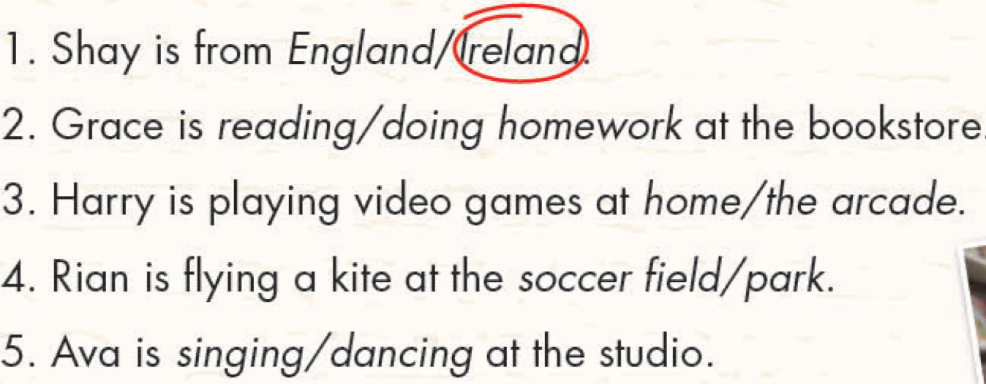 1. Shay is from England/Ireland.
2. Grace is reading/doing homework at the bookstore.
3. Harry is playing video games at home/the arcade.
4. Rian is flying a kite at the soccer field/park.
5. Ava is singing/dancing at the studio.